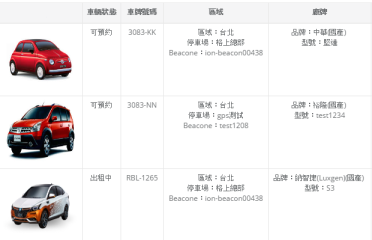 車輛狀態 車牌號碼 區域 廠牌
可預約 3083-KK 區域：台北 品牌：中華(國產)
停車場：格上總部 型號：堅達
Beacone：ion-beacon00438
可預約 3083-NN 區域：台北 品牌：裕隆(國產)
停車場：gps測試 型號：test1234
Beacone：test1208
出租中 RBL-1265 區域：台北 品牌：納智捷(Luxgen)(國產)
停車場：格上總部 型號：S3
Beacone：ion-beacon00438